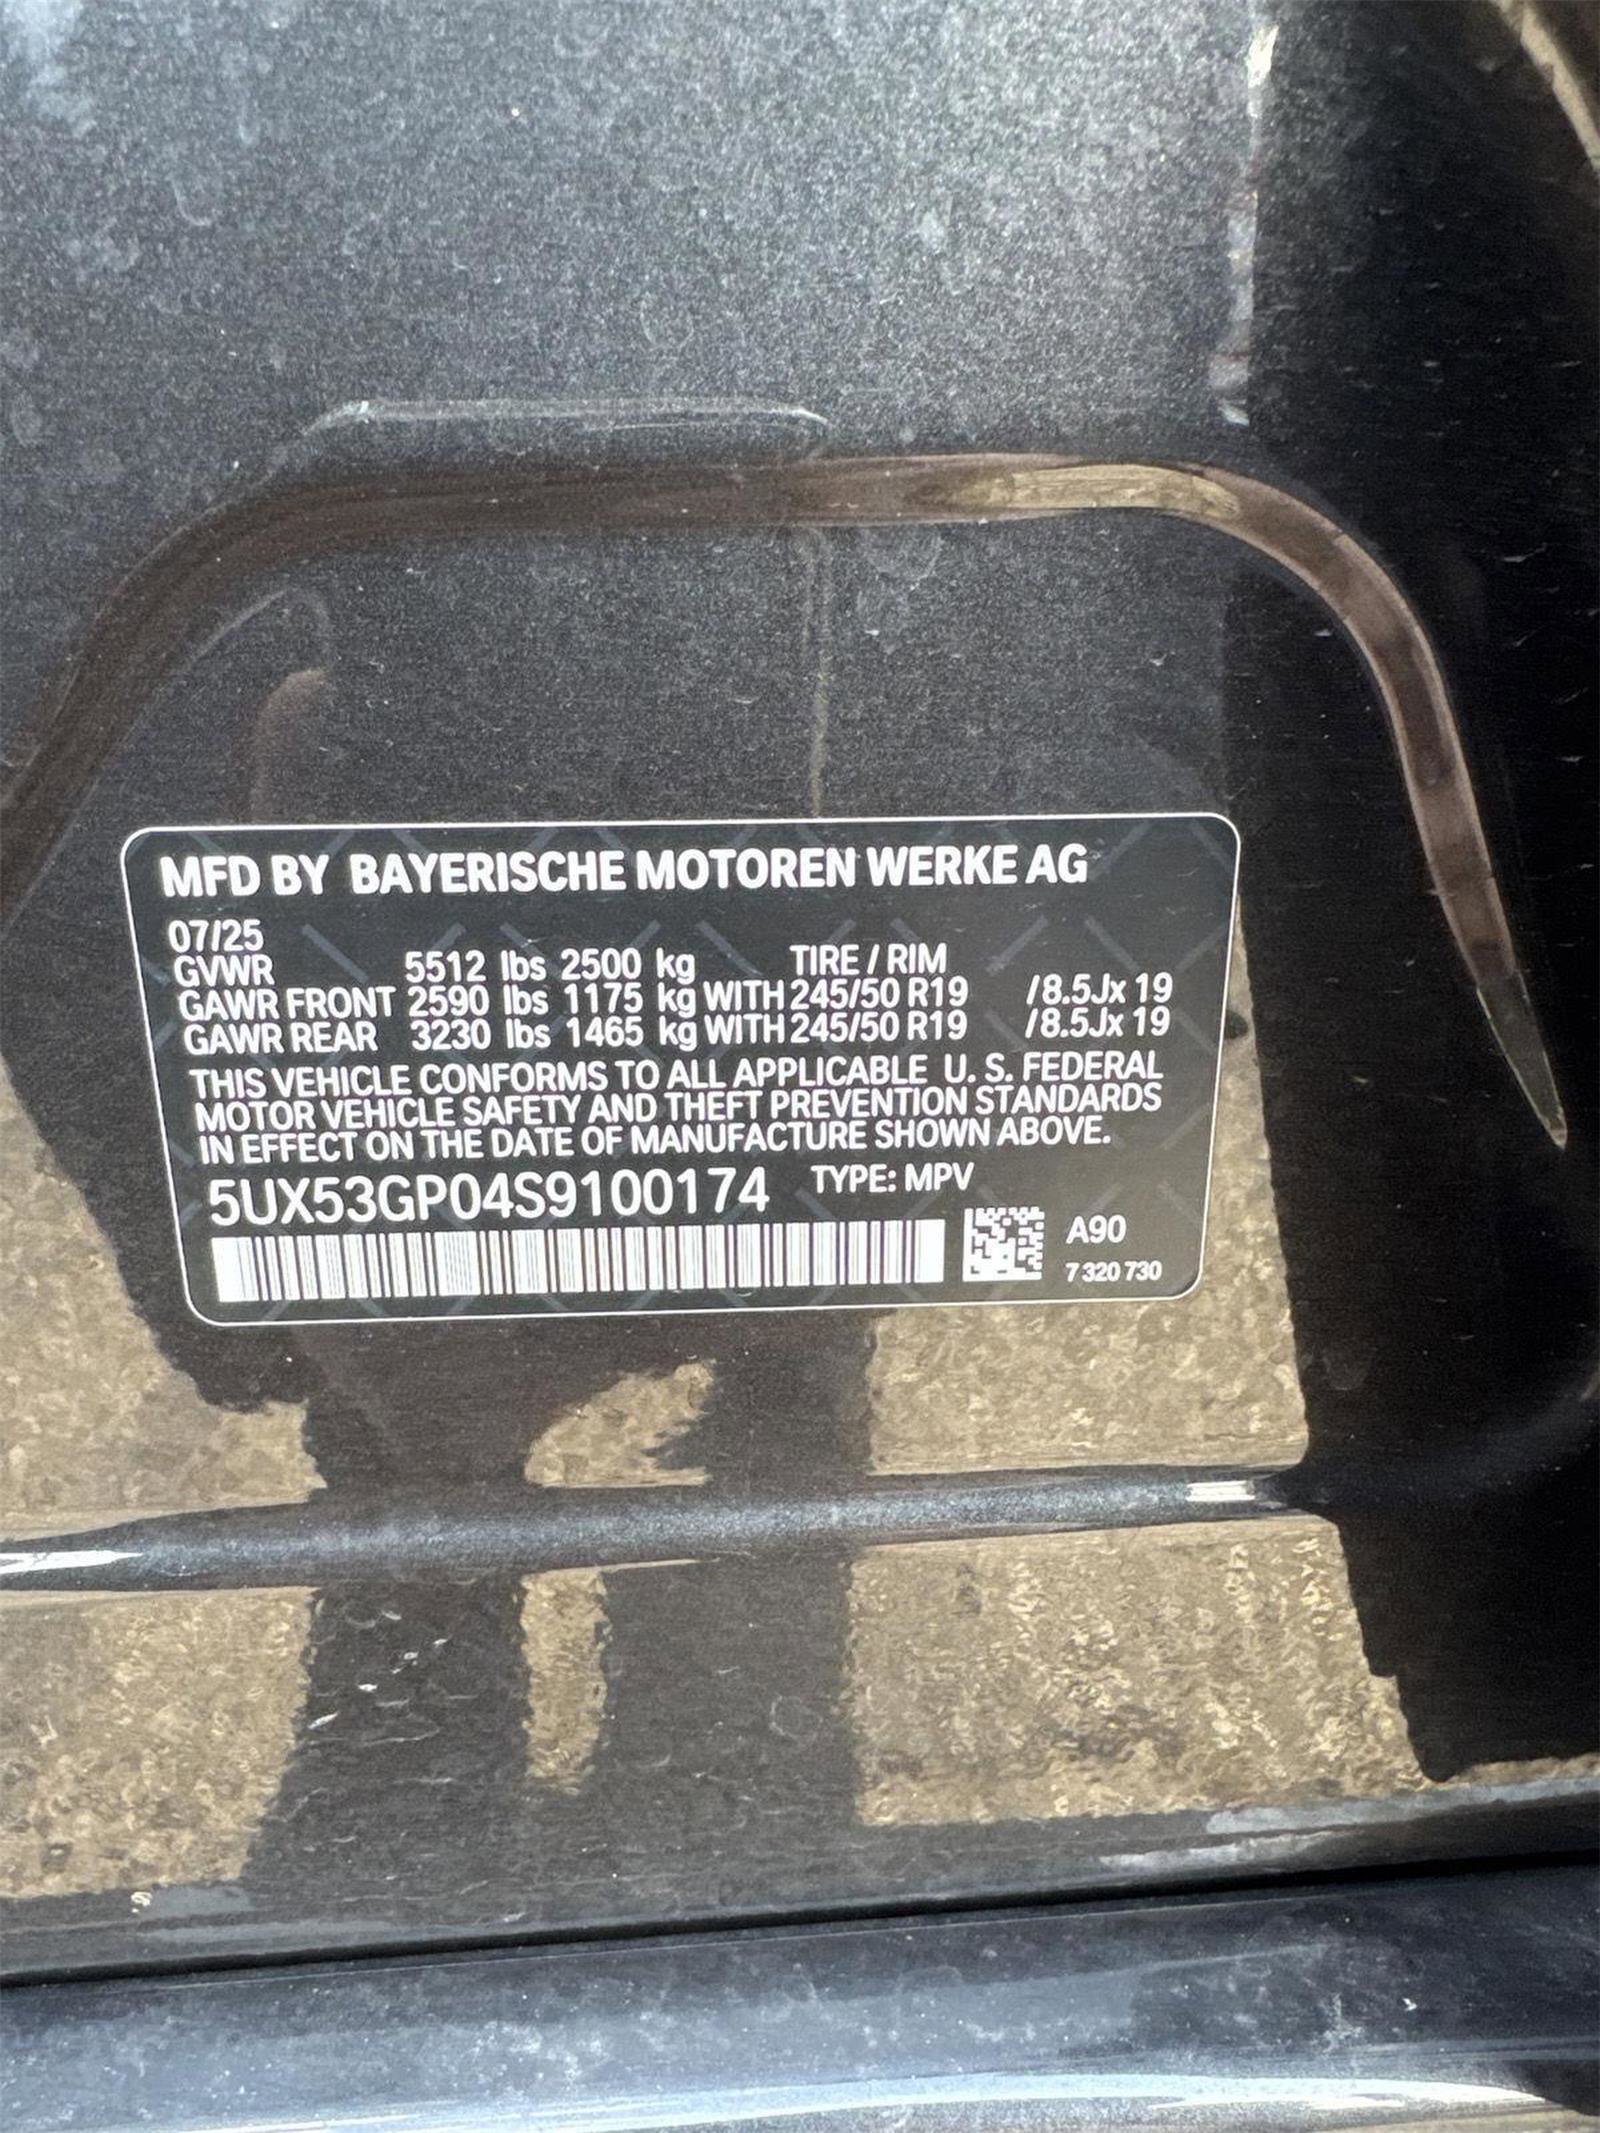 MFD BY BAYERISCHE MOTOREN WERKE AG
07/25
GVWR 5512 lbs 2500 kg TIRE / RIM
GAWR FRONT 2590 lbs 1175 kg WITH 245/50 R19 /8.5Jx 19
GAWR REAR 3230 lbs 1465 kg WITH 245/50 R19 /8.5Jx 19
THIS VEHICLE CONFORMS TO ALL APPLICABLE U. S. FEDERAL
MOTOR VEHICLE SAFETY AND THEFT PREVENTION STANDARDS
IN EFFECT ON THE DATE OF MANUFACTURE SHOWN ABOVE.
5UX53GP04S9100174 TYPE: MPV
A90
7 320 730